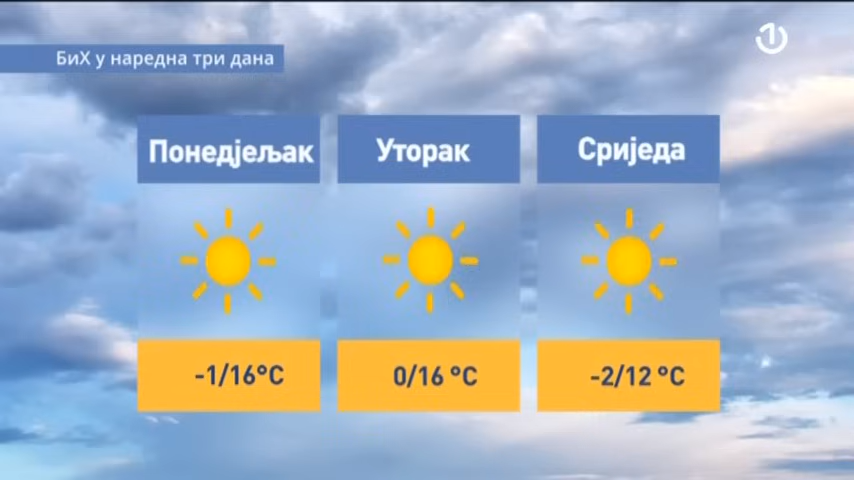 БиХ у наредна три дана
Понедјељак
Уторак
Сриједа
-1/16°C
0/16 °C
-2/12 °C